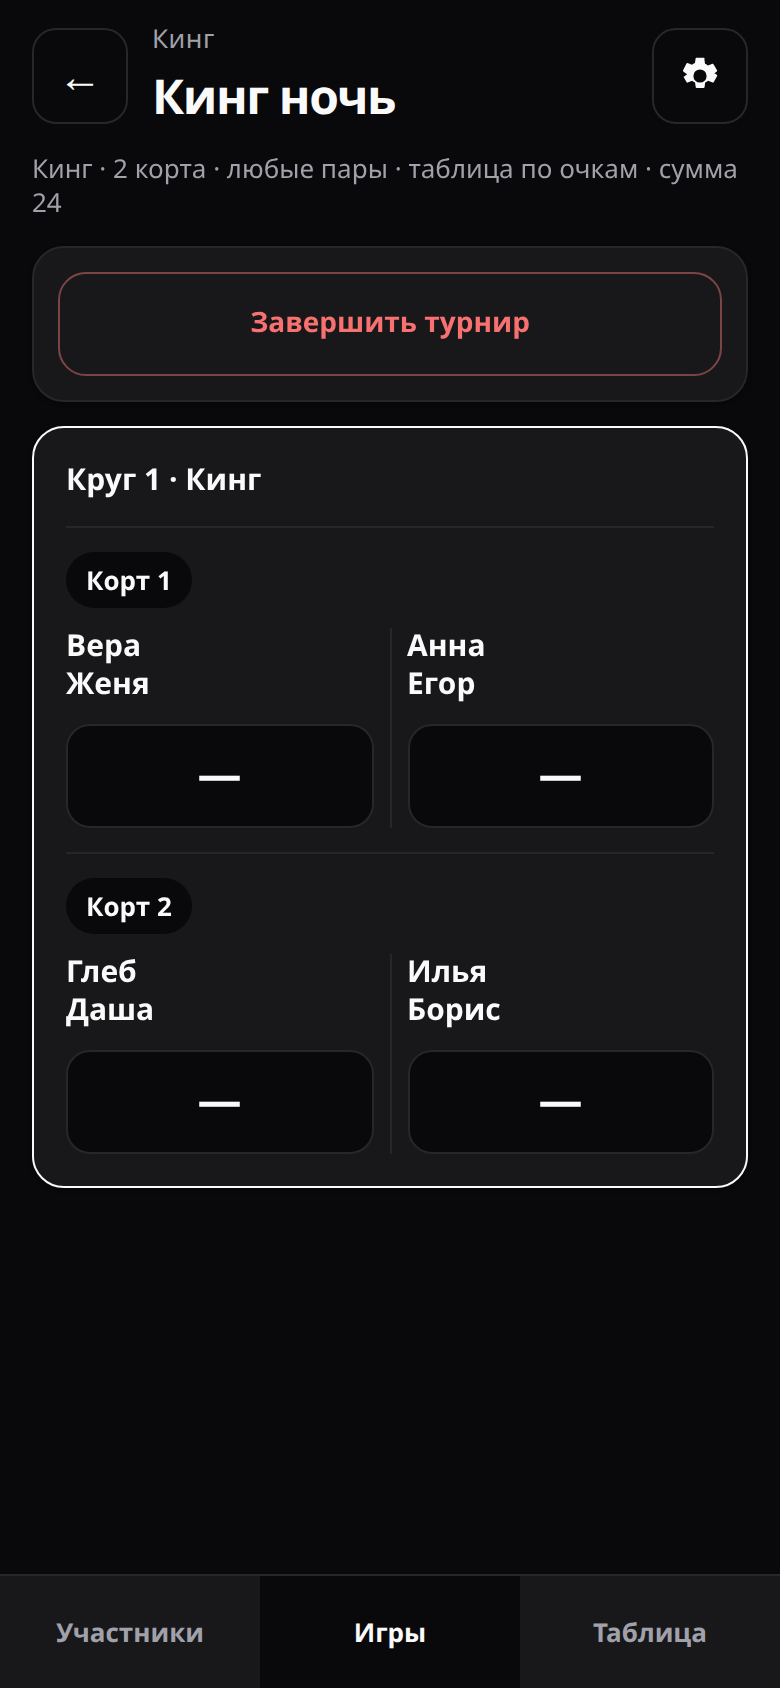 ←
Кинг
Кинг ночь
Кинг · 2 корта · любые пары · таблица по очкам · сумма
24
Завершить турнир
Круг 1 · Кинг
Корт 1
Вера
Женя
Анна
Егор
—
—
Корт 2
Глеб
Даша
Илья
Борис
—
—
Участники
Игры
Таблица